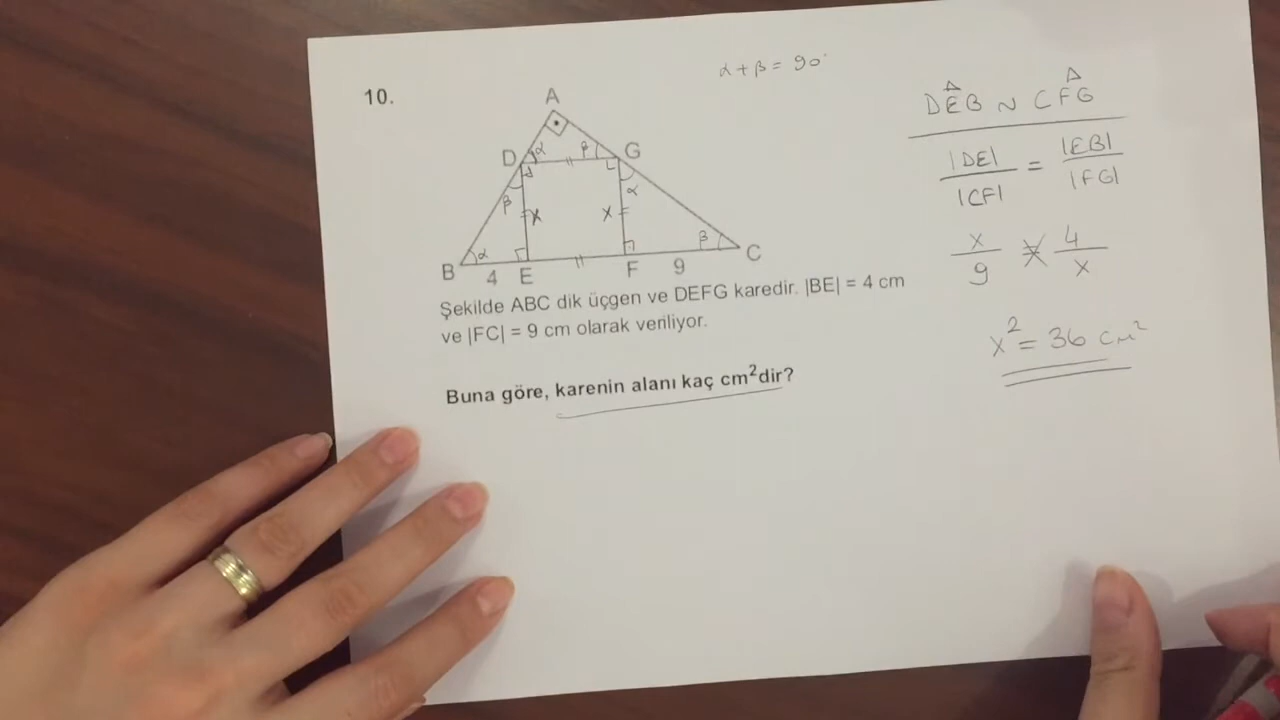 α + β = 90°
10.
A
D α β G
β x x α
B α β C
4 E F 9
Şekilde ABC dik üçgen ve DEFG karedir. |BE| = 4 cm
ve |FC| = 9 cm olarak veriliyor.
Buna göre, karenin alanı kaç cm²dir?
DEB ~ CFG
|DE| / |CF| = |EB| / |FG|
x / 9 = 4 / x
x² = 36 cm²